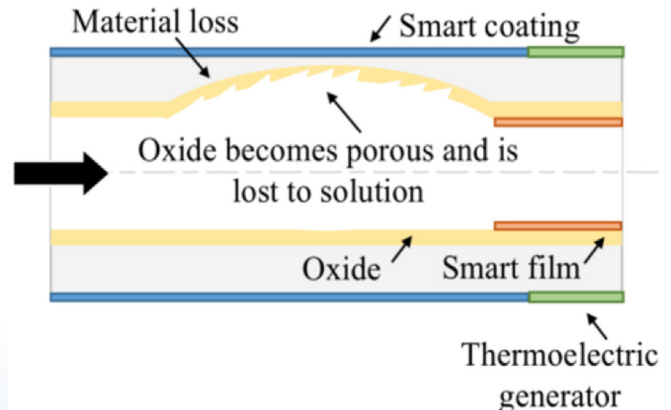 Material loss
Smart coating
Oxide becomes porous and is
lost to solution
Oxide
Smart film
Thermoelectric
generator